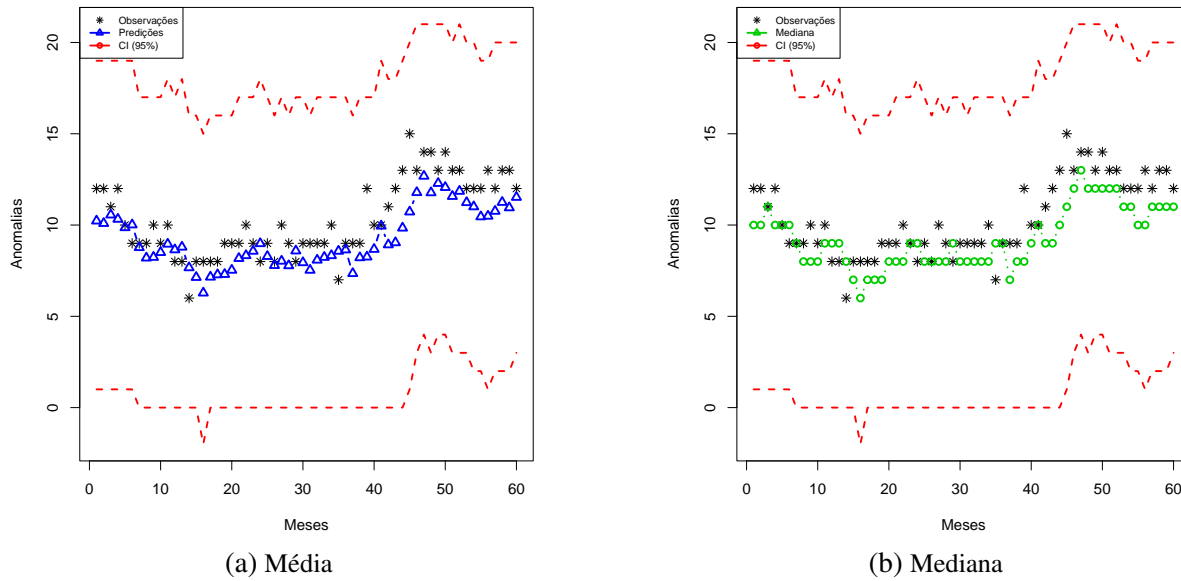 Observações
Predições
CI (95%)
Anomalias
20
15
10
5
0
0 10 20 30 40 50 60
Meses
(a) Média
Observações
Mediana
CI (95%)
Anomalias
20
15
10
5
0
0 10 20 30 40 50 60
Meses
(b) Mediana